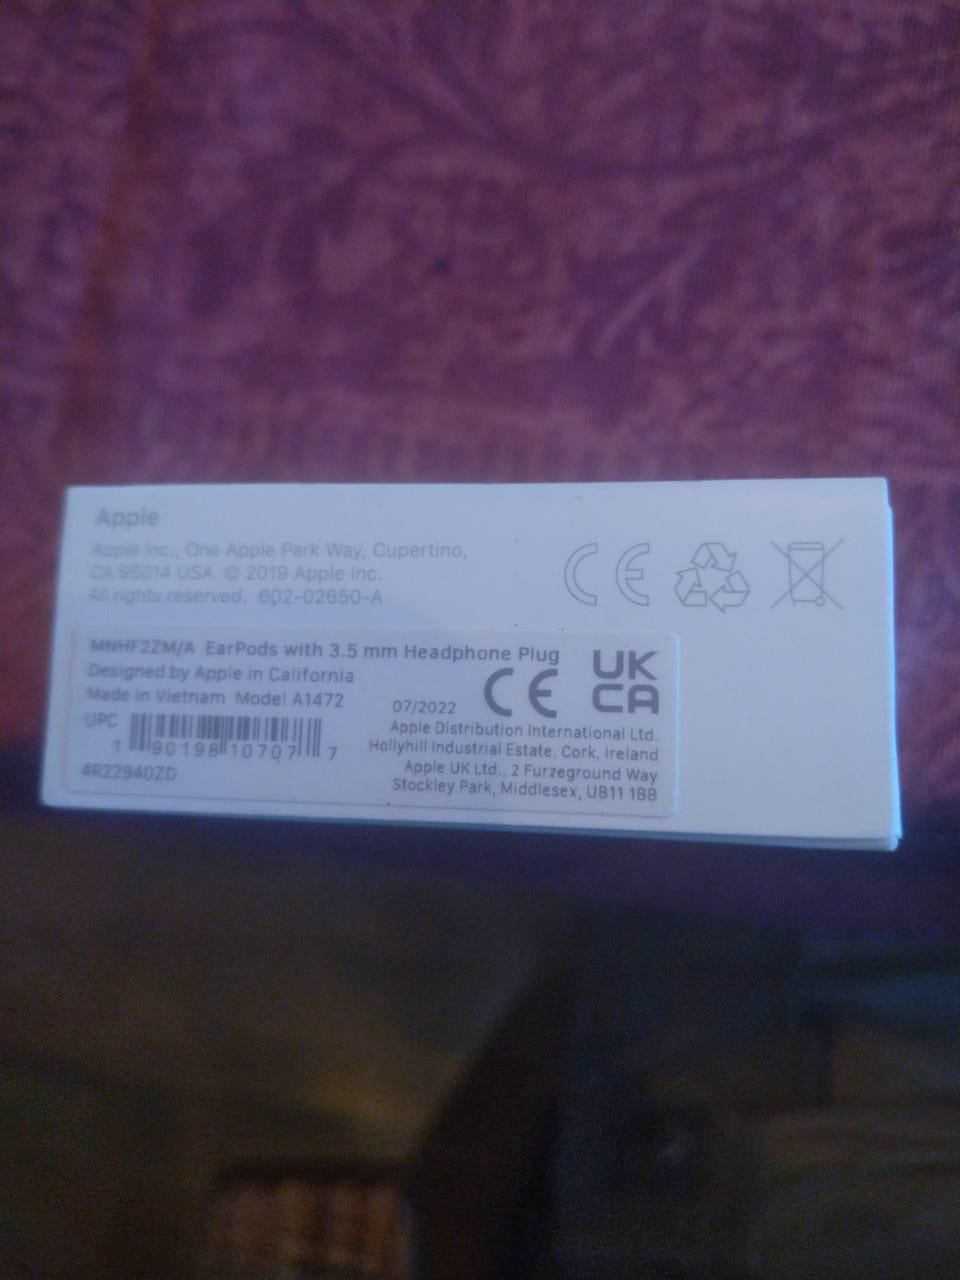 Apple
Apple Inc., One Apple Park Way, Cupertino,
CA 95014 USA. © 2019 Apple Inc.
All rights reserved. 602-02650-A
MNHF2ZM/A EarPods with 3.5 mm Headphone Plug
Designed by Apple in California
Made in Vietnam Model A1472
UPC
1 90198 10707 7
4R22940ZD
07/2022
CE
UK
CA
Apple Distribution International Ltd.
Hollyhill Industrial Estate, Cork, Ireland
Apple UK Ltd., 2 Furzeground Way
Stockley Park, Middlesex, UB11 1BB
CE